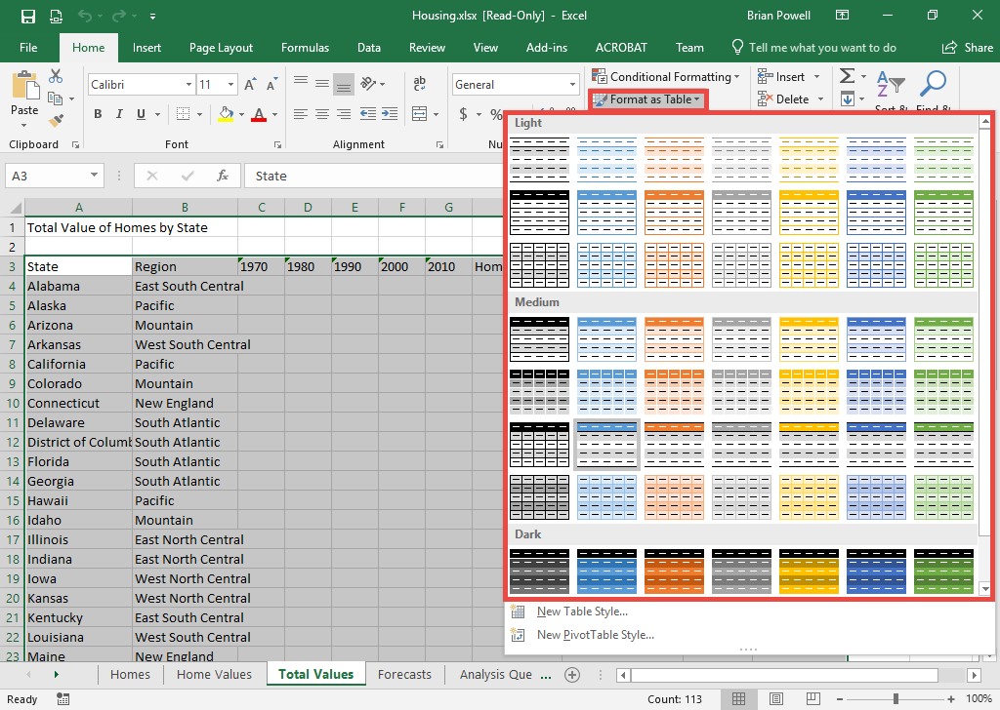 Housing.xlsx [Read-Only] - Excel
Brian Powell
File Home Insert Page Layout Formulas Data Review View Add-ins ACROBAT Team Tell me what you want to do Share
Calibri 11 General Conditional Formatting Insert
Paste B I U A $ % Format as Table Delete
Clipboard Font Alignment
A3 fx State
Light
Medium
Dark
New Table Style...
New PivotTable Style...
A B C D E F G
1 Total Value of Homes by State
2
3 State Region 1970 1980 1990 2000 2010 Hom
4 Alabama East South Central
5 Alaska Pacific
6 Arizona Mountain
7 Arkansas West South Central
8 California Pacific
9 Colorado Mountain
10 Connecticut New England
11 Delaware South Atlantic
12 District of Columb South Atlantic
13 Florida South Atlantic
14 Georgia South Atlantic
15 Hawaii Pacific
16 Idaho Mountain
17 Illinois East North Central
18 Indiana East North Central
19 Iowa West North Central
20 Kansas West North Central
21 Kentucky East South Central
22 Louisiana West South Central
23 Maine New England
Homes Home Values Total Values Forecasts Analysis Que ...
Ready Count: 113 100%